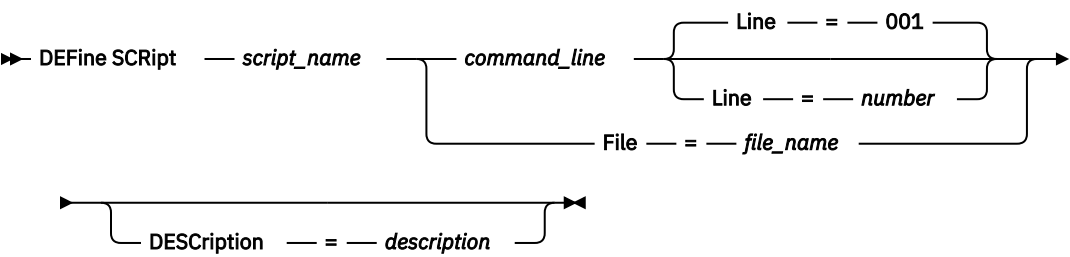 Line = 001
DEFine SCRipt script_name command_line
Line = number
File = file_name
DESCription = description